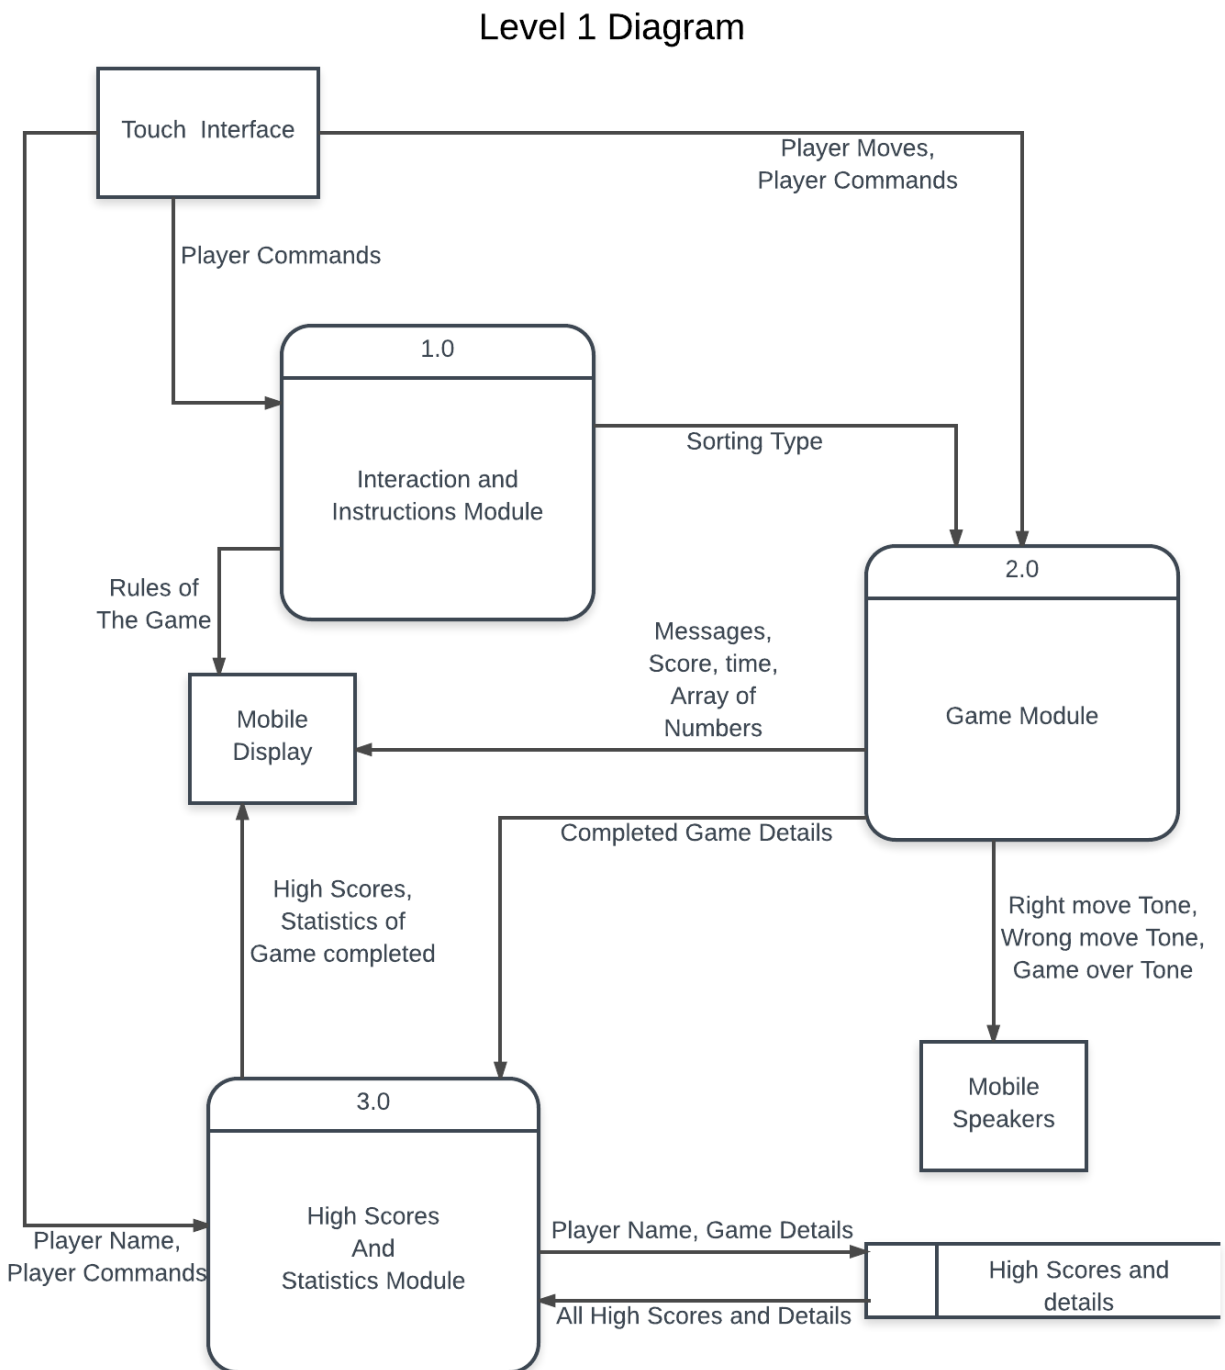 Level 1 Diagram
Touch Interface
Player Moves,
Player Commands
Player Commands
1.0
Interaction and
Instructions Module
Sorting Type
2.0
Game Module
Rules of
The Game
Messages,
Score, time,
Array of
Numbers
Mobile
Display
Completed Game Details
High Scores,
Statistics of
Game completed
Right move Tone,
Wrong move Tone,
Game over Tone
Mobile
Speakers
3.0
High Scores
And
Statistics Module
Player Name,
Player Commands
Player Name, Game Details
All High Scores and Details
High Scores and
details